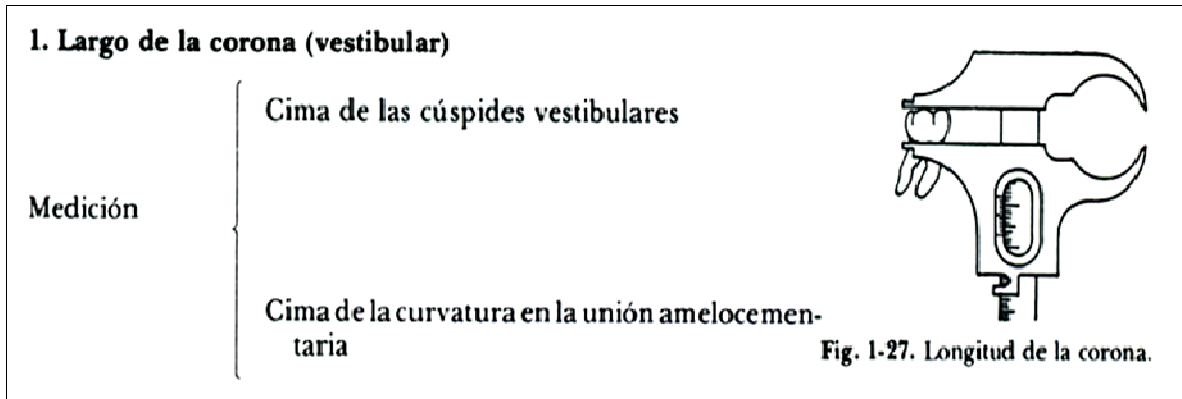 1. Largo de la corona (vestibular)
Cima de las cúspides vestibulares
Medición
Cima de la curvatura en la unión amelocemen-
taria
Fig. 1-27. Longitud de la corona.